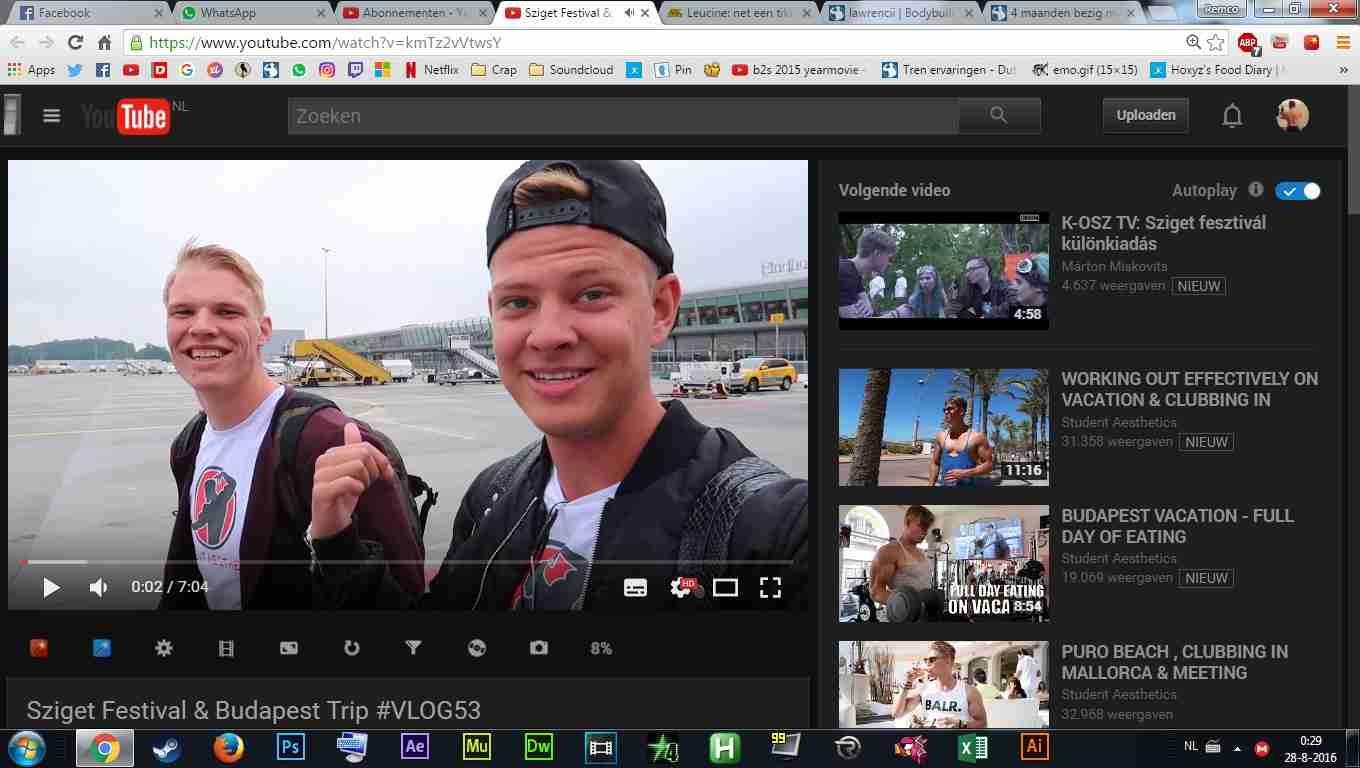 Facebook
WhatsApp
Abonnementen - Y
Sziget Festival &
Leucine: net een tik
lawrencii | Bodybuil
4 maanden bezig m
Remco
https://www.youtube.com/watch?v=kmTz2vVtwsY
ABP
7
Apps
Netflix
Crap
Soundcloud
Pin
b2s 2015 yearmovie -
Tren ervaringen - Du
emo.gif (15×15)
Hoxyz's Food Diary |
»
YouTube NL
Zoeken
Uploaden
Volgende video
Autoplay
K-OSZ TV: Sziget fesztivál
különkiadás
Márton Miskovits
4.637 weergaven NIEUW
4:58
WORKING OUT EFFECTIVELY ON
VACATION & CLUBBING IN
Student Aesthetics
31.358 weergaven NIEUW
11:16
BUDAPEST VACATION - FULL
DAY OF EATING
Student Aesthetics
19.069 weergaven NIEUW
FULL DAY EATING
ON VACA 8:54
PURO BEACH , CLUBBING IN
MALLORCA & MEETING
Student Aesthetics
32.968 weergaven
BALR.
0:02 / 7:04
HD
8%
Sziget Festival & Budapest Trip #VLOG53
Ps
Ae
Mu
Dw
H
99
Ai
NL
0:29
28-8-2016